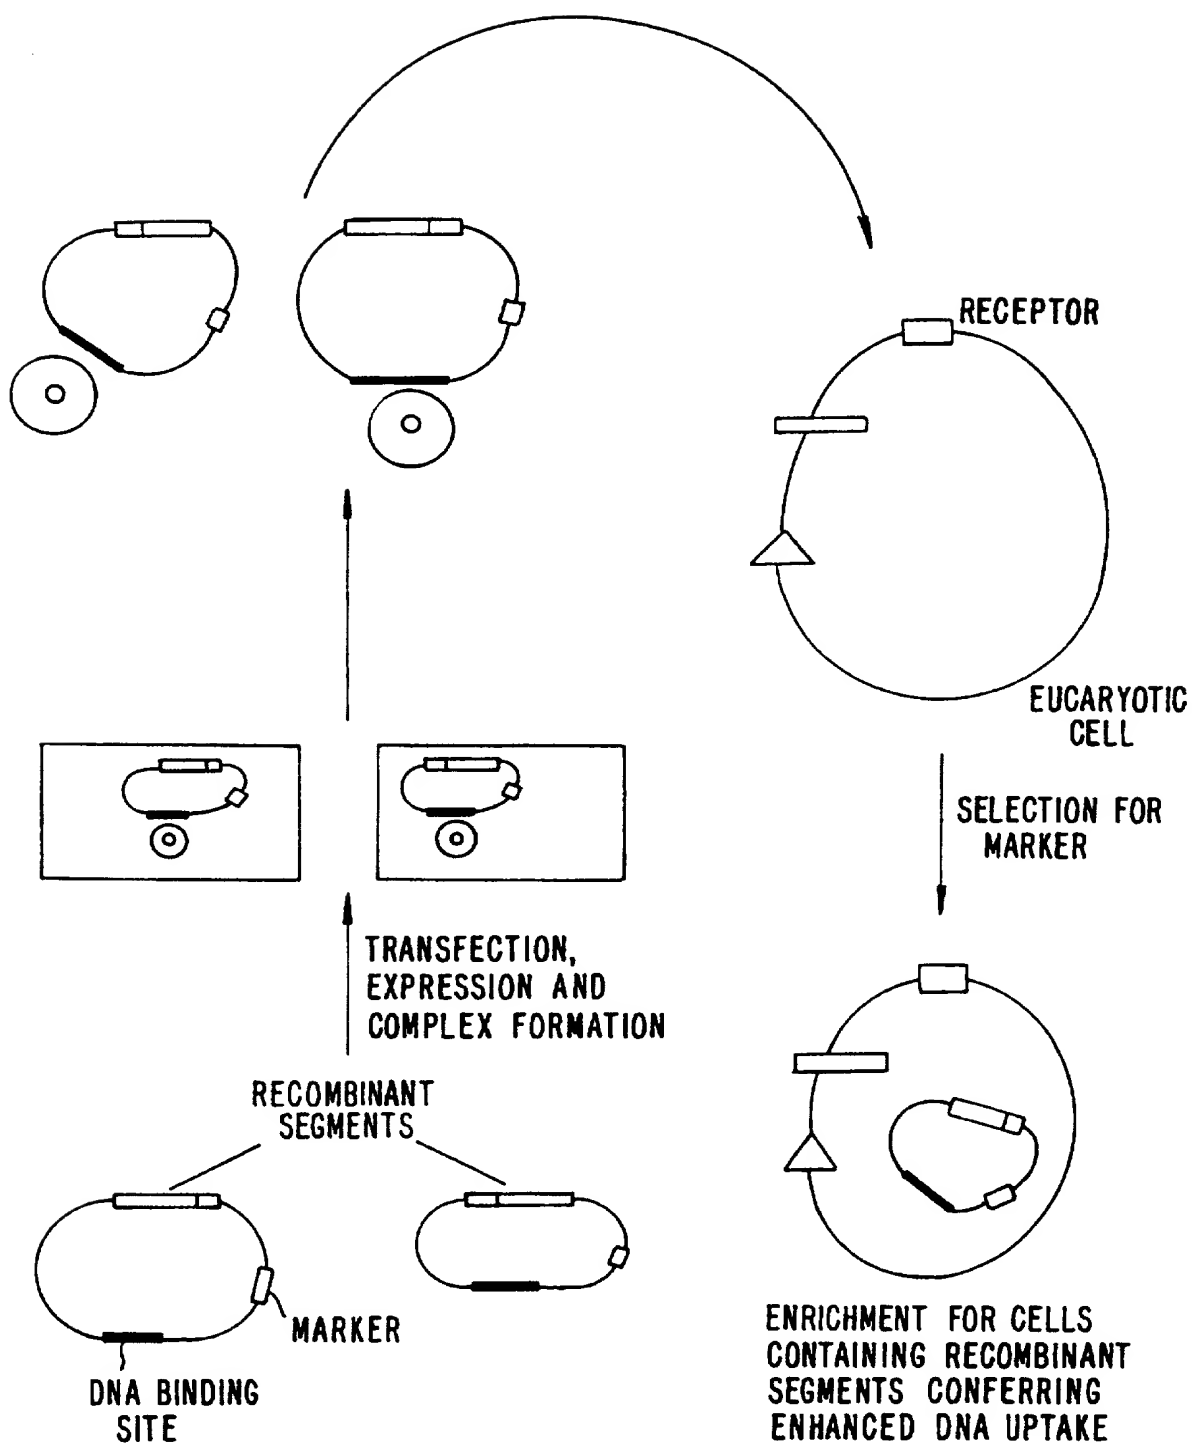 RECEPTOR
EUCARYOTIC
CELL
SELECTION FOR
MARKER
TRANSFECTION,
EXPRESSION AND
COMPLEX FORMATION
RECOMBINANT
SEGMENTS
MARKER
DNA BINDING
SITE
ENRICHMENT FOR CELLS
CONTAINING RECOMBINANT
SEGMENTS CONFERRING
ENHANCED DNA UPTAKE